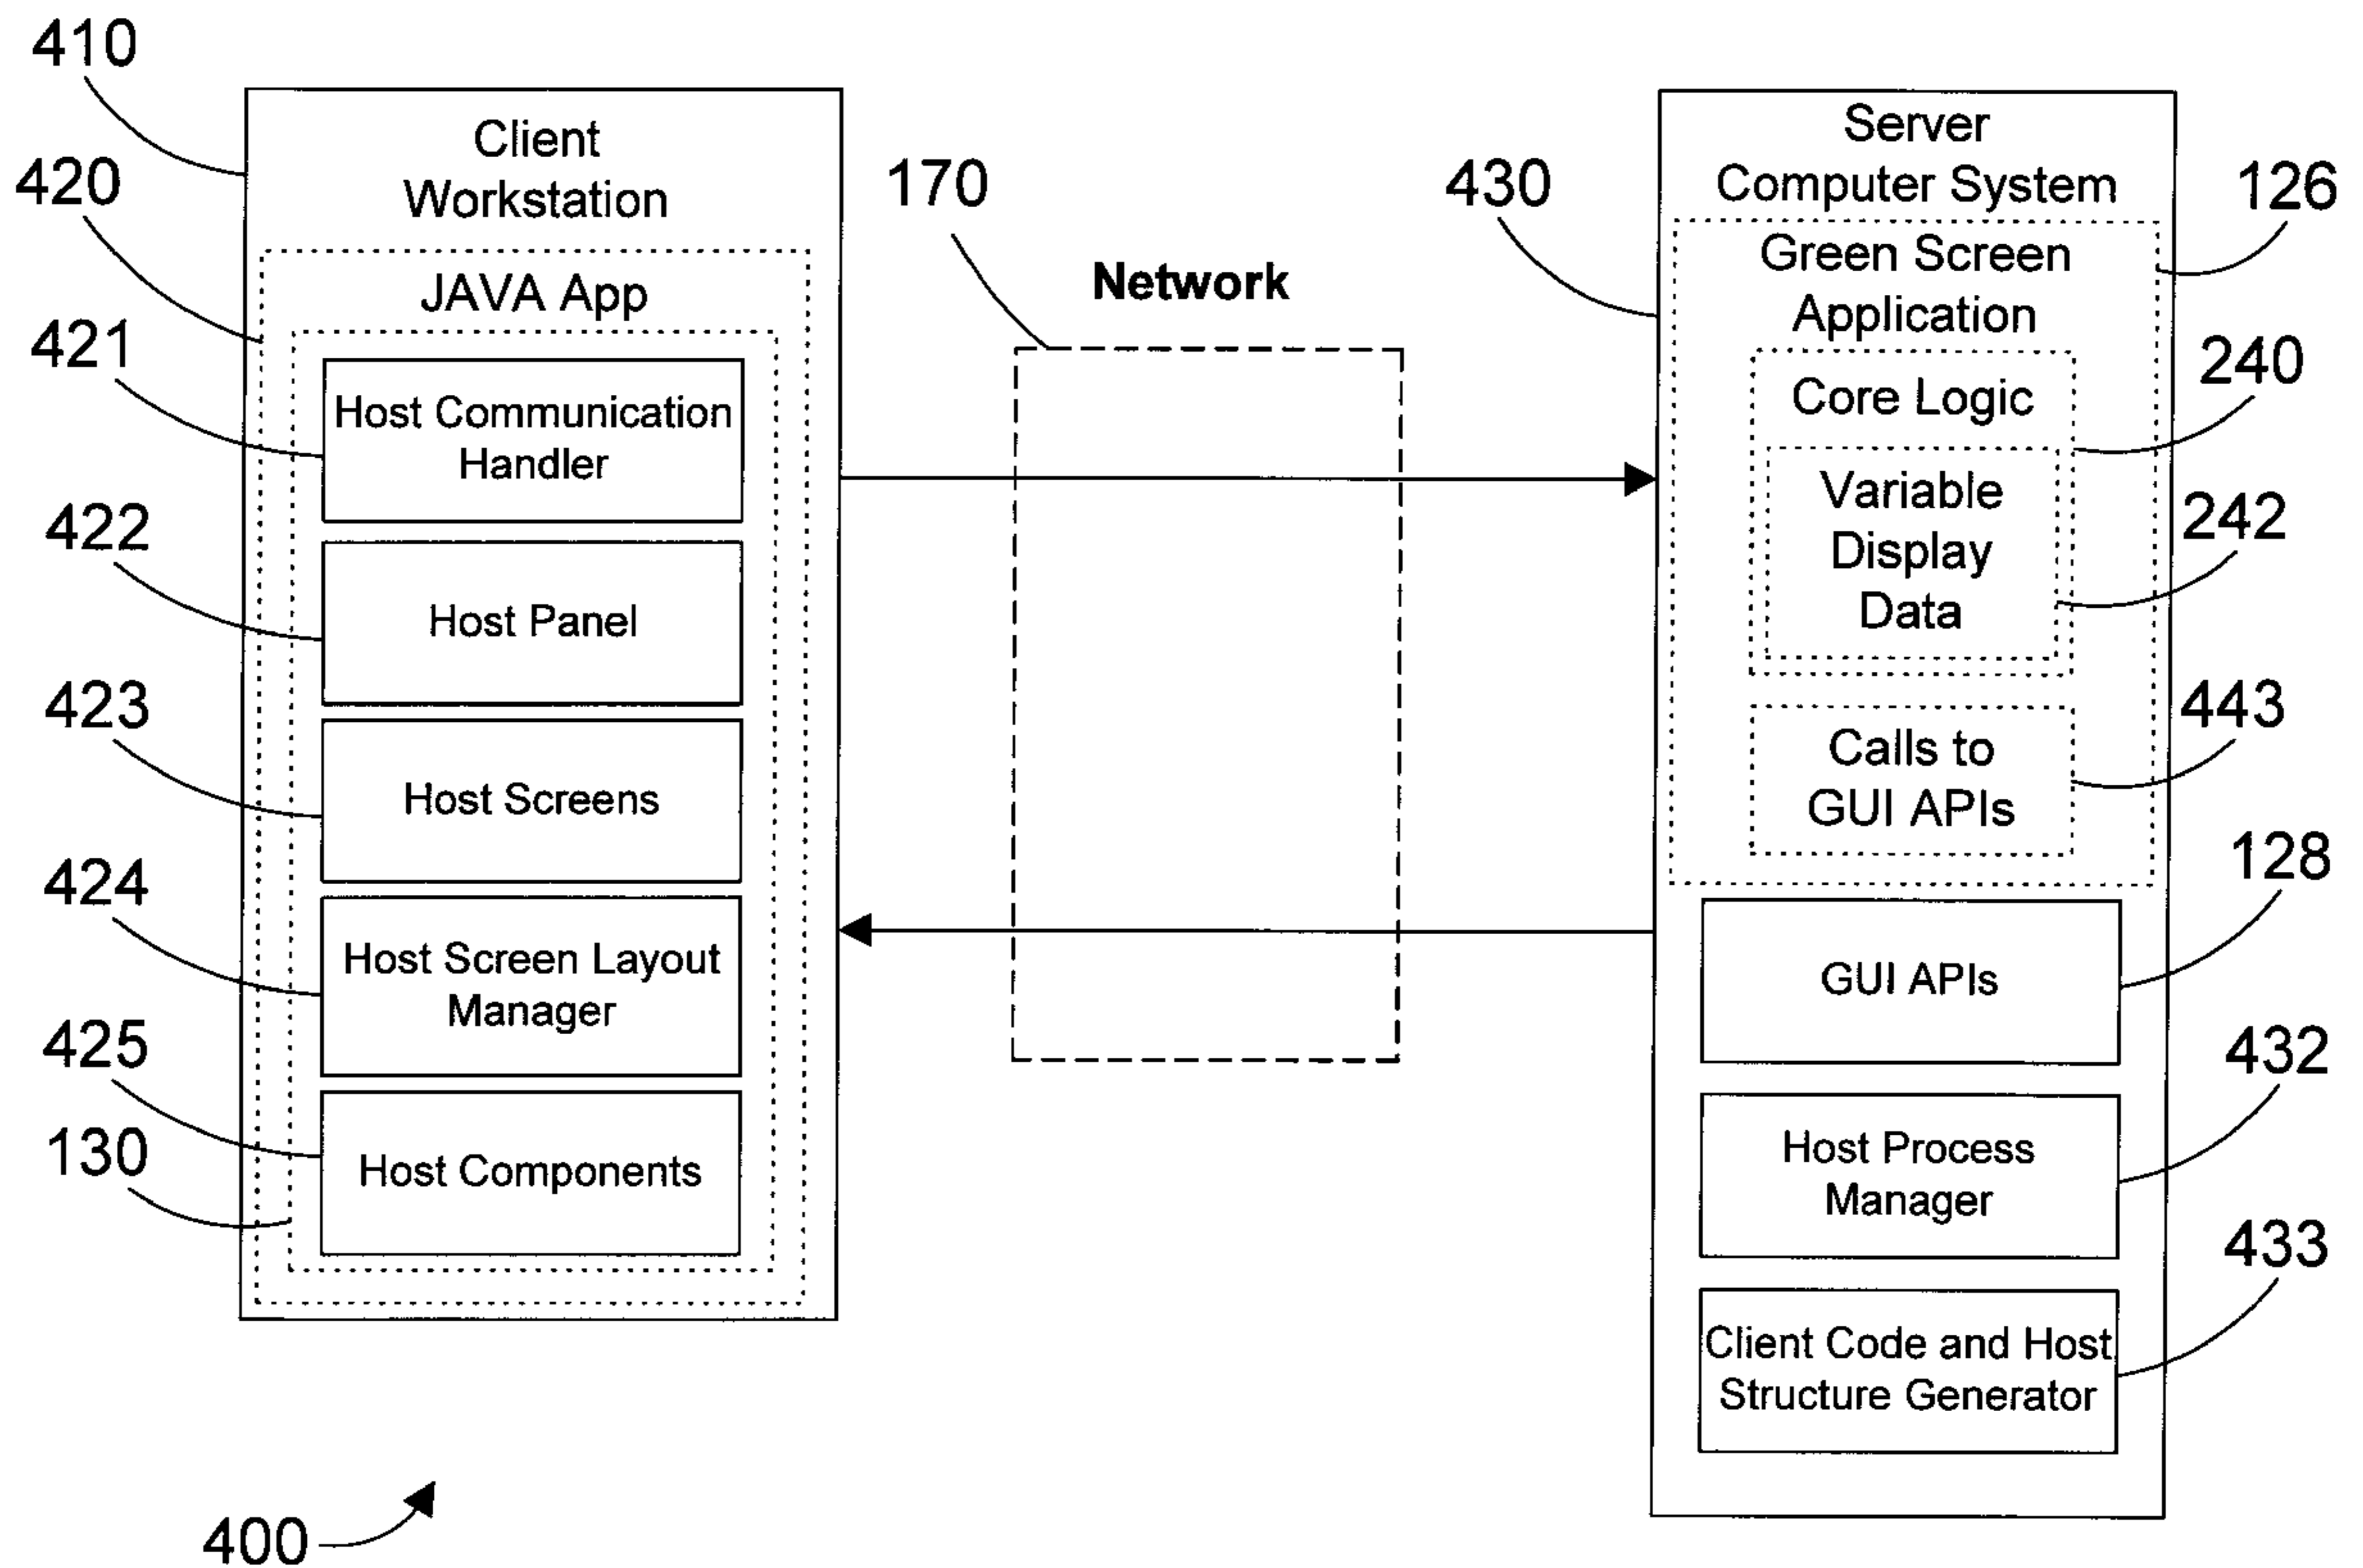 410
Client
Workstation
420
JAVA App
421
Host Communication
Handler
422
Host Panel
423
Host Screens
424
Host Screen Layout
Manager
425
Host Components
130
170
Network
Server
Computer System
430
126
Green Screen
Application
240
Core Logic
242
Variable
Display
Data
443
Calls to
GUI APIs
128
GUI APIs
432
Host Process
Manager
433
Client Code and Host
Structure Generator
400